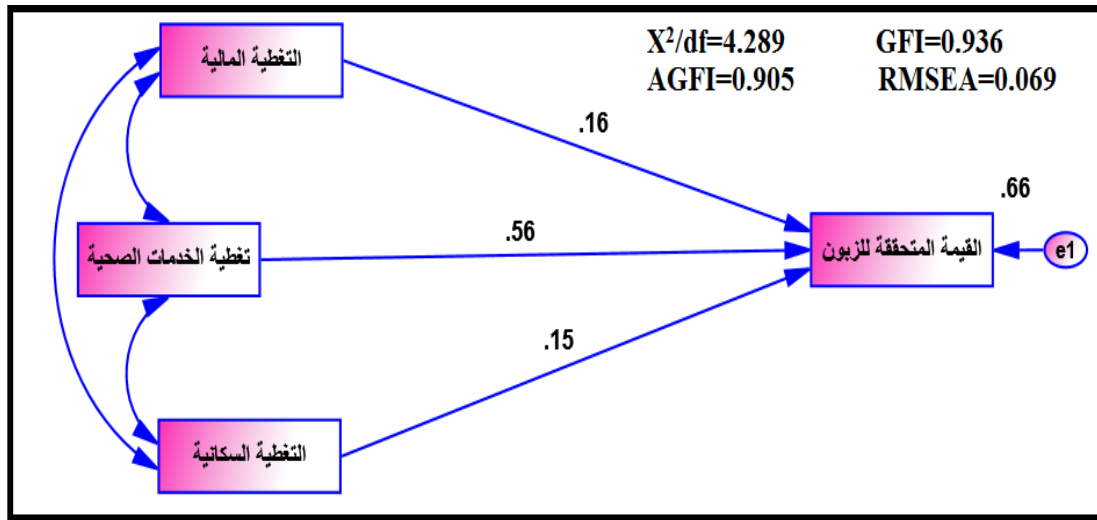 X²/df=4.289 GFI=0.936
AGFI=0.905 RMSEA=0.069
التغطية المالية
.16
.66
تغطية الخدمات الصحية
.56
القيمة المتحققة للزبون
e1
.15
التغطية السكانية